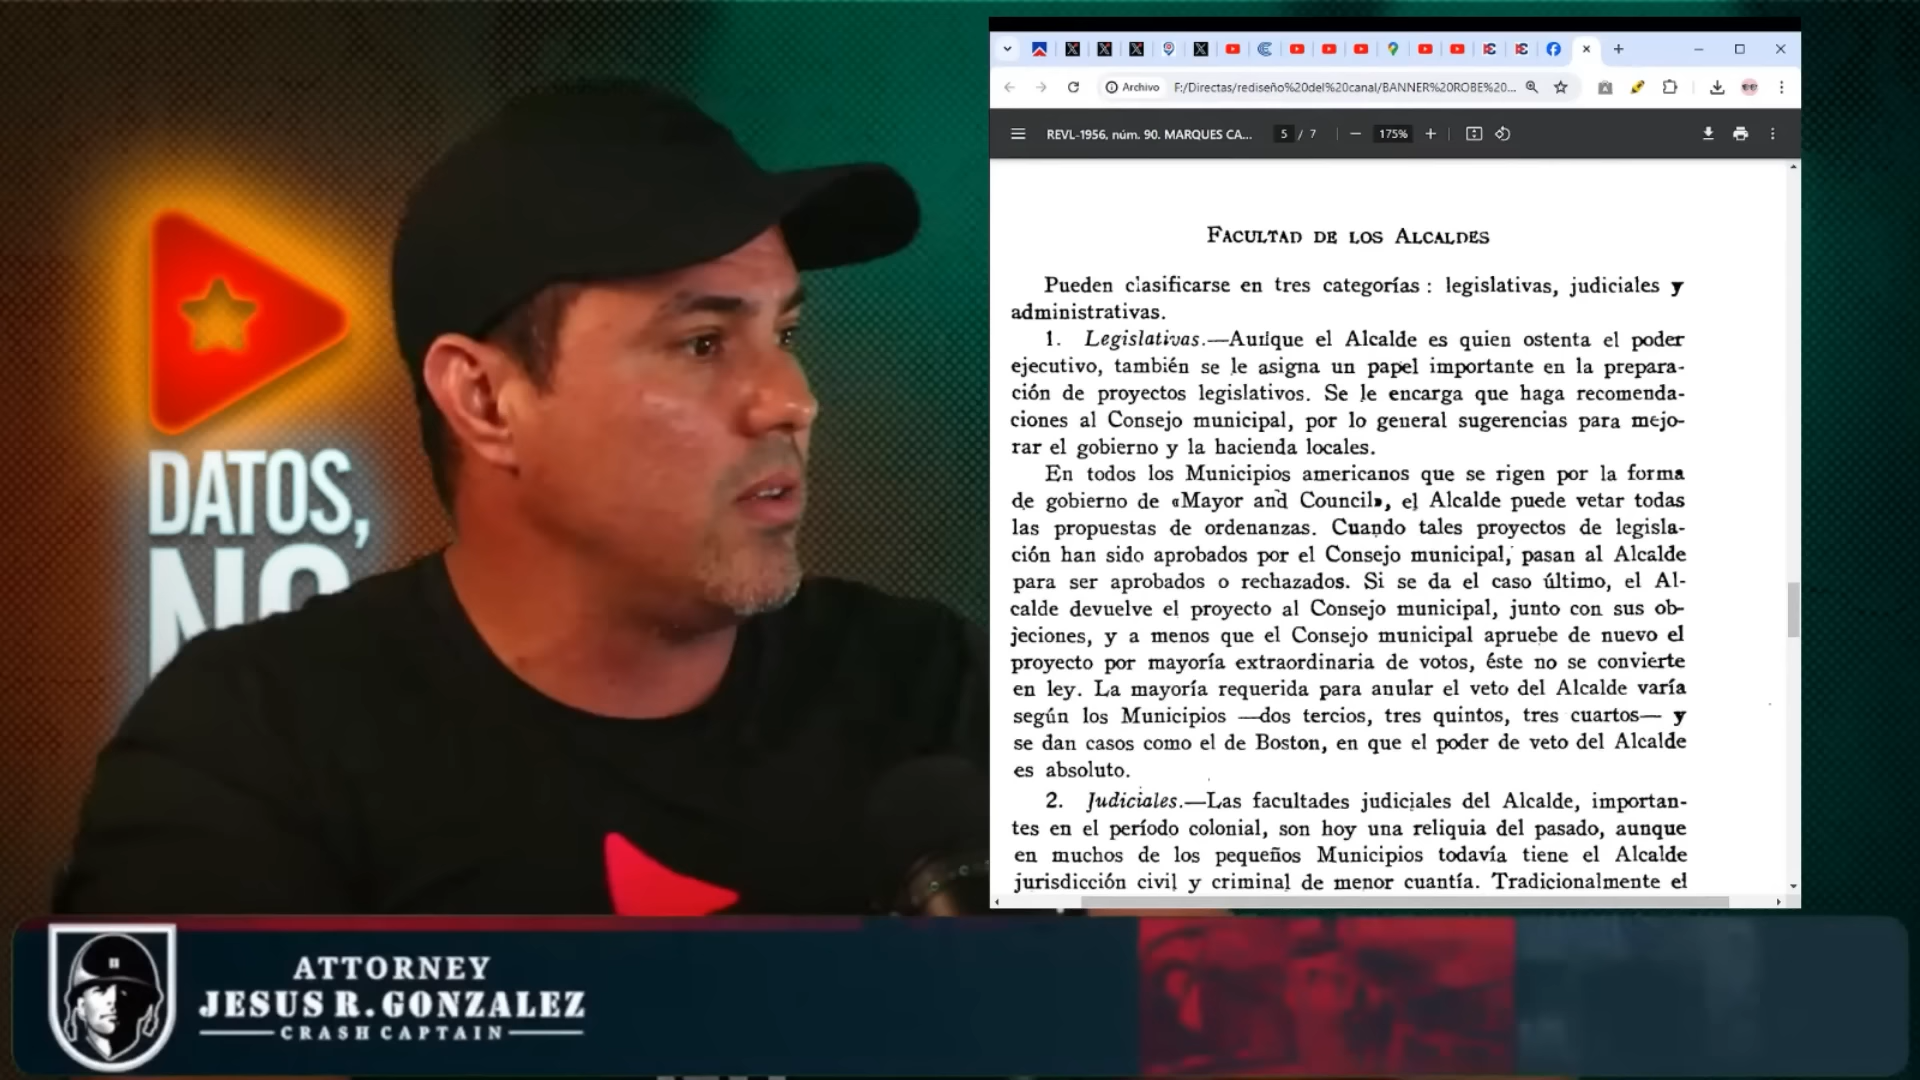 Archivo
F:/Directas/rediseño%20del%20canal/BANNER%20ROBE%20...
REVL-1956, núm. 90. MARQUES CA...
5 / 7
175%
FACULTAD DE LOS ALCALDES
Pueden clasificarse en tres categorías : legislativas, judiciales y
administrativas.
1. Legislativas.—Aunque el Alcalde es quien ostenta el poder
ejecutivo, también se le asigna un papel importante en la prepara-
ción de proyectos legislativos. Se le encarga que haga recomenda-
ciones al Consejo municipal, por lo general sugerencias para mejo-
rar el gobierno y la hacienda locales.
En todos los Municipios americanos que se rigen por la forma
de gobierno de «Mayor and Council», el Alcalde puede vetar todas
las propuestas de ordenanzas. Cuando tales proyectos de legisla-
ción han sido aprobados por el Consejo municipal, pasan al Alcalde
para ser aprobados o rechazados. Si se da el caso último, el Al-
calde devuelve el proyecto al Consejo municipal, junto con sus ob-
jeciones, y a menos que el Consejo municipal apruebe de nuevo el
proyecto por mayoría extraordinaria de votos, éste no se convierte
en ley. La mayoría requerida para anular el veto del Alcalde varía
según los Municipios —dos tercios, tres quintos, tres cuartos— y
se dan casos como el de Boston, en que el poder de veto del Alcalde
es absoluto.
2. Judiciales.—Las facultades judiciales del Alcalde, importan-
tes en el período colonial, son hoy una reliquia del pasado, aunque
en muchos de los pequeños Municipios todavía tiene el Alcalde
jurisdicción civil y criminal de menor cuantía. Tradicionalmente el
DATOS,
NO
ATTORNEY
JESUS R. GONZALEZ
CRASH CAPTAIN